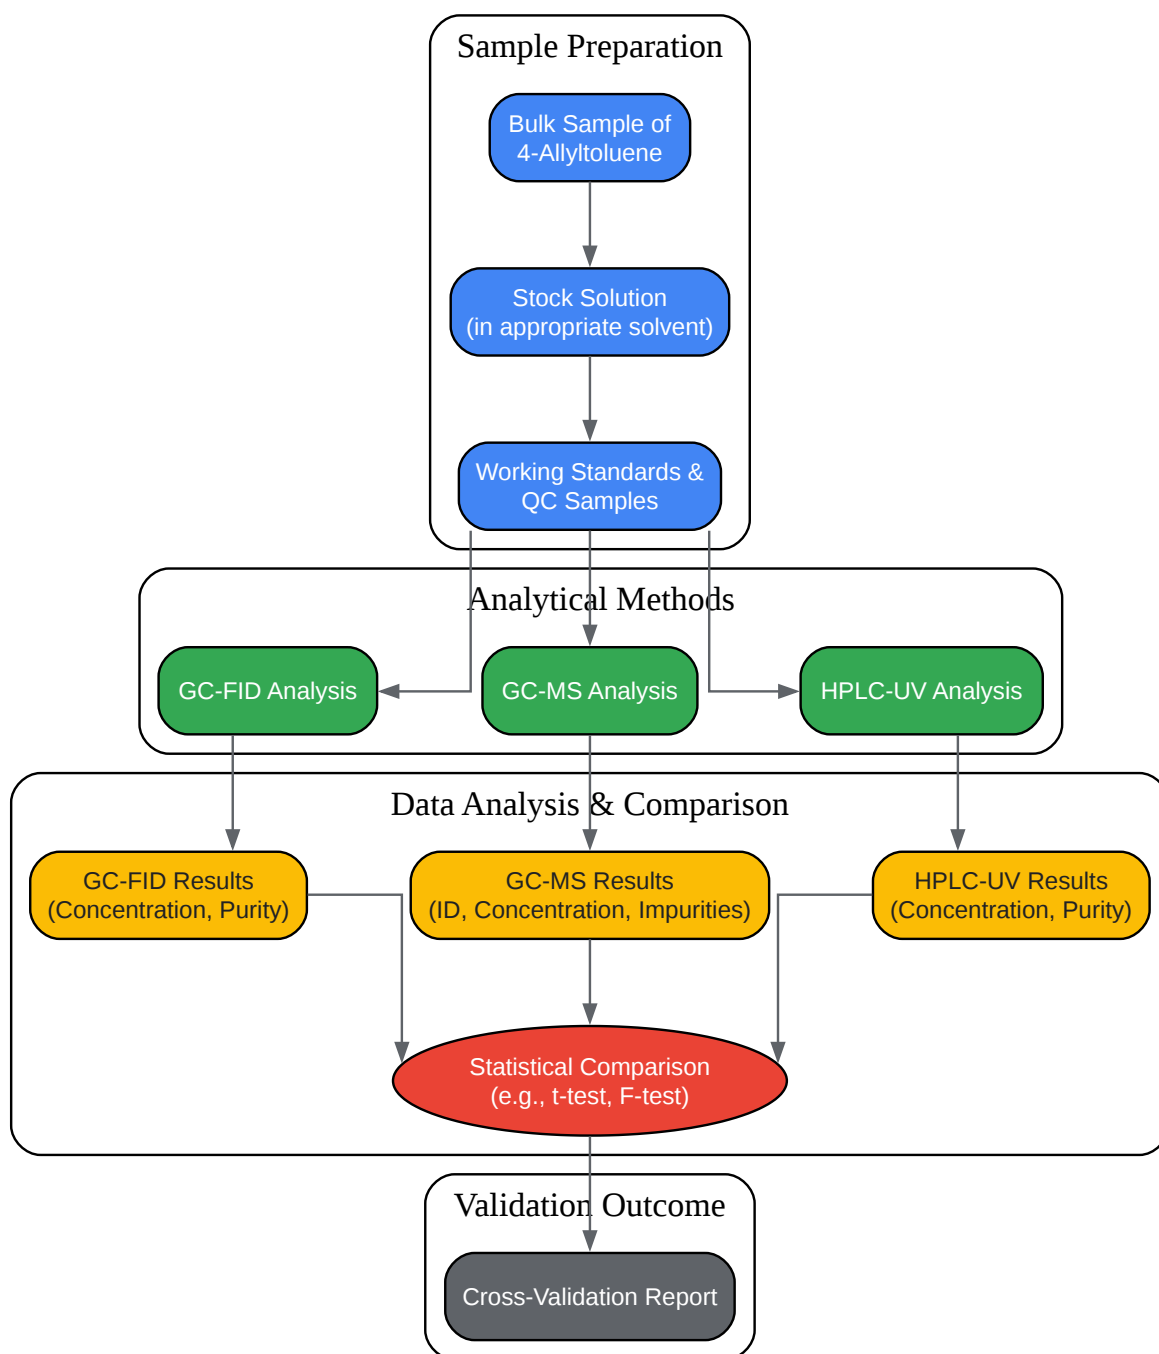 Sample Preparation
Bulk Sample of
4-Allyltoluene
Stock Solution
(in appropriate solvent)
Working Standards &
QC Samples
Analytical Methods
GC-FID Analysis
GC-MS Analysis
HPLC-UV Analysis
Data Analysis & Comparison
GC-FID Results
(Concentration, Purity)
GC-MS Results
(ID, Concentration, Impurities)
HPLC-UV Results
(Concentration, Purity)
Statistical Comparison
(e.g., t-test, F-test)
Validation Outcome
Cross-Validation Report